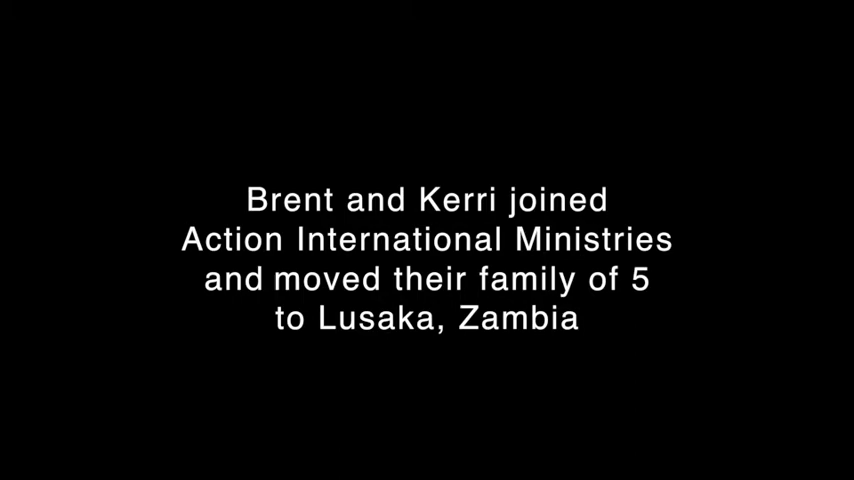 Brent and Kerri joined
Action International Ministries
and moved their family of 5
to Lusaka, Zambia